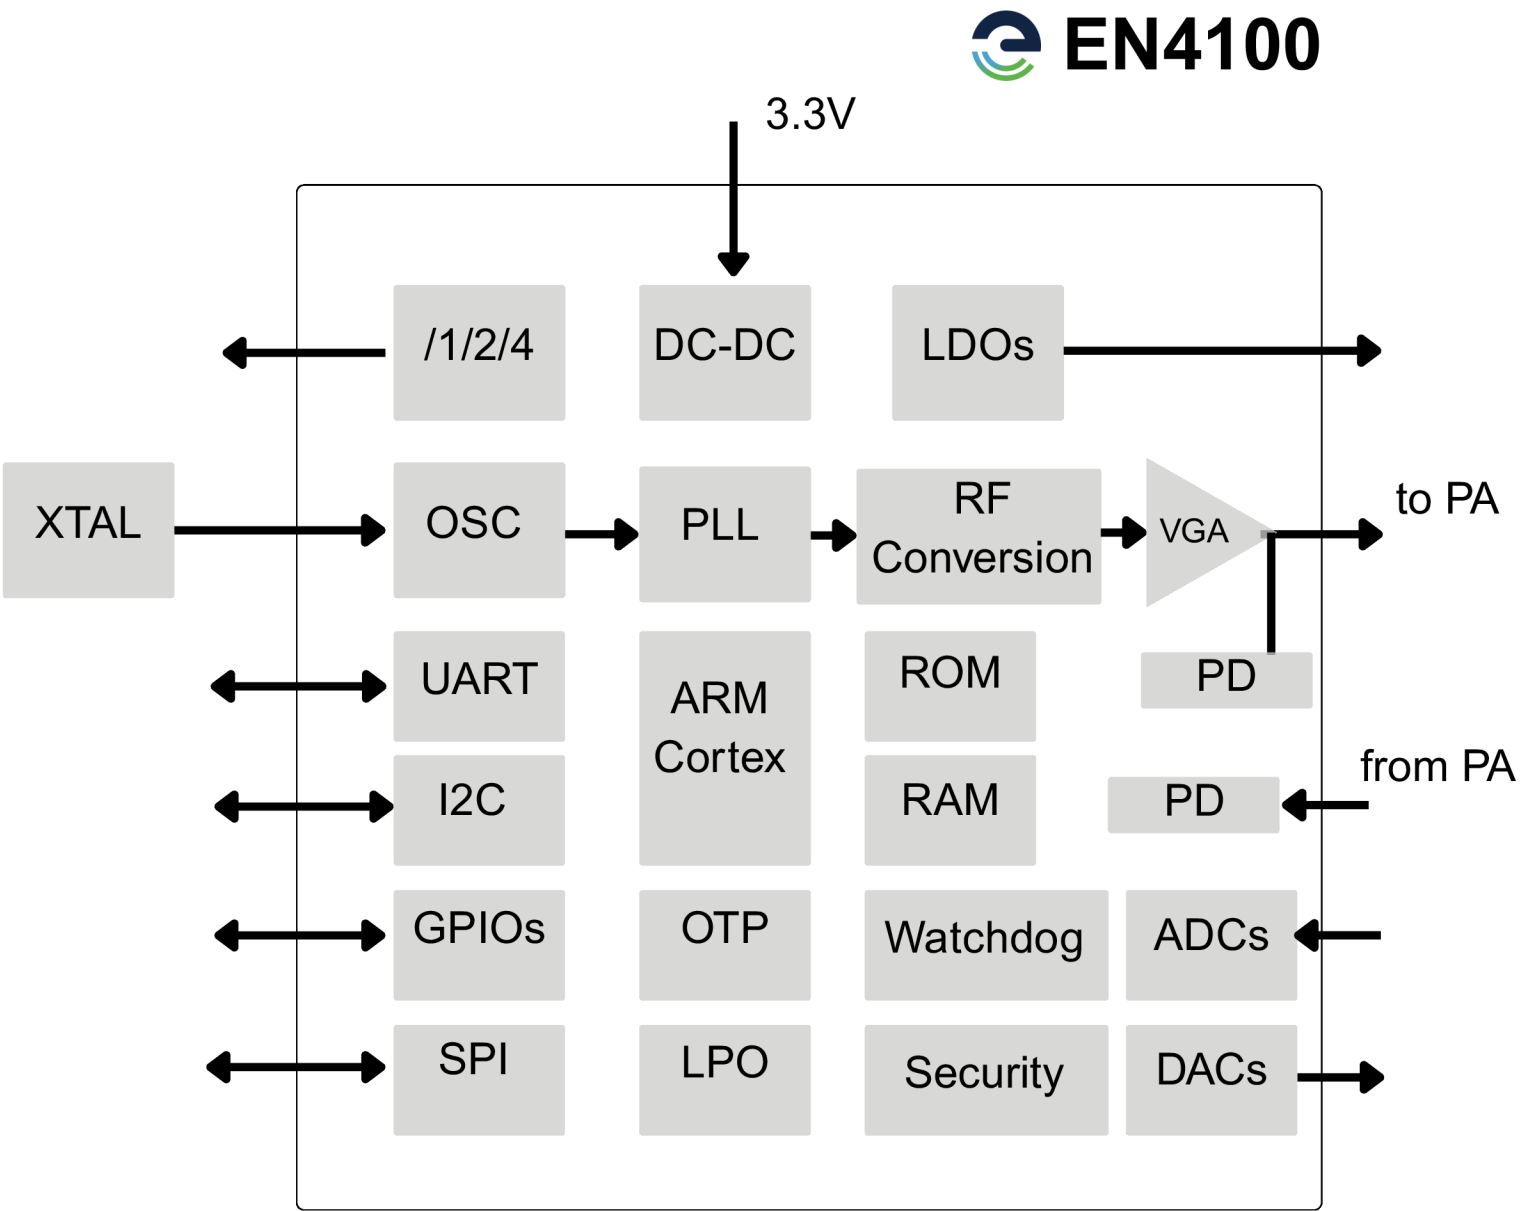 EN4100
3.3V
/1/2/4
DC-DC
LDOs
XTAL
OSC
PLL
RF
Conversion
VGA
to PA
UART
ARM
Cortex
ROM
PD
I2C
RAM
PD
from PA
GPIOs
OTP
Watchdog
ADCs
SPI
LPO
Security
DACs